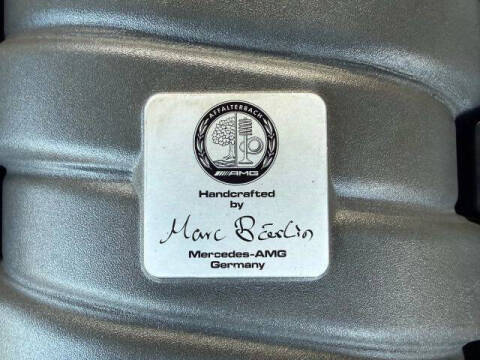 AFFALTERBACH
AMG
Handcrafted
by
Marc
Mercedes-AMG
Germany